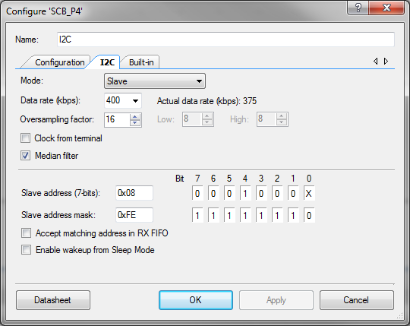 Configure 'SCB_P4'
Name: I2C
Configuration I2C Built-in
Mode: Slave
Data rate (kbps): 400 Actual data rate (kbps): 375
Oversampling factor: 16 Low: 8 High: 8
Clock from terminal
Median filter
Bit 7 6 5 4 3 2 1 0
Slave address (7-bits): 0x08 0 0 0 1 0 0 0 X
Slave address mask: 0xFE 1 1 1 1 1 1 1 0
Accept matching address in RX FIFO
Enable wakeup from Sleep Mode
Datasheet OK Apply Cancel